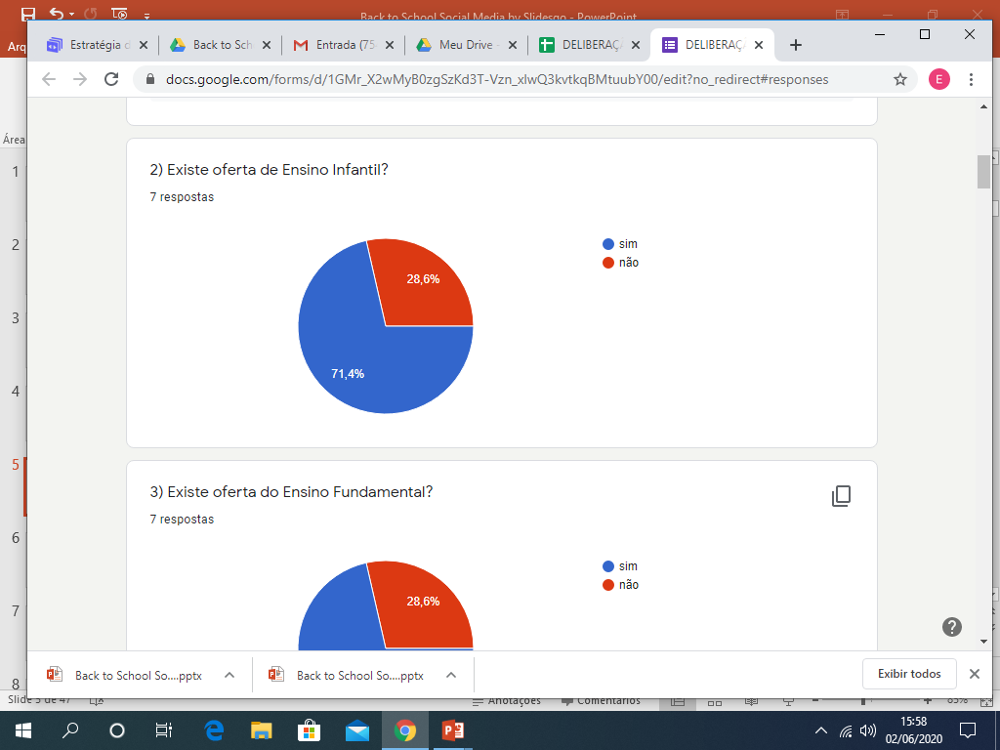 Back to School Social Media by Slidesgo - PowerPoint
Arq
Estratégia d
Back to Sch
Entrada (75
Meu Drive -
DELIBERAÇ
DELIBERAÇ
docs.google.com/forms/d/1GMr_X2wMyB0zgSzKd3T-Vzn_xlwQ3kvtkqBMtuubY00/edit?no_redirect#responses
E
Área
1
2
3
4
5
6
7
8
2) Existe oferta de Ensino Infantil?
7 respostas
sim
não
28,6%
71,4%
3) Existe oferta do Ensino Fundamental?
7 respostas
sim
não
28,6%
Back to School So....pptx
Back to School So....pptx
Exibir todos
Slide 5 de 47
Anotações
Comentários
85%
15:58
02/06/2020